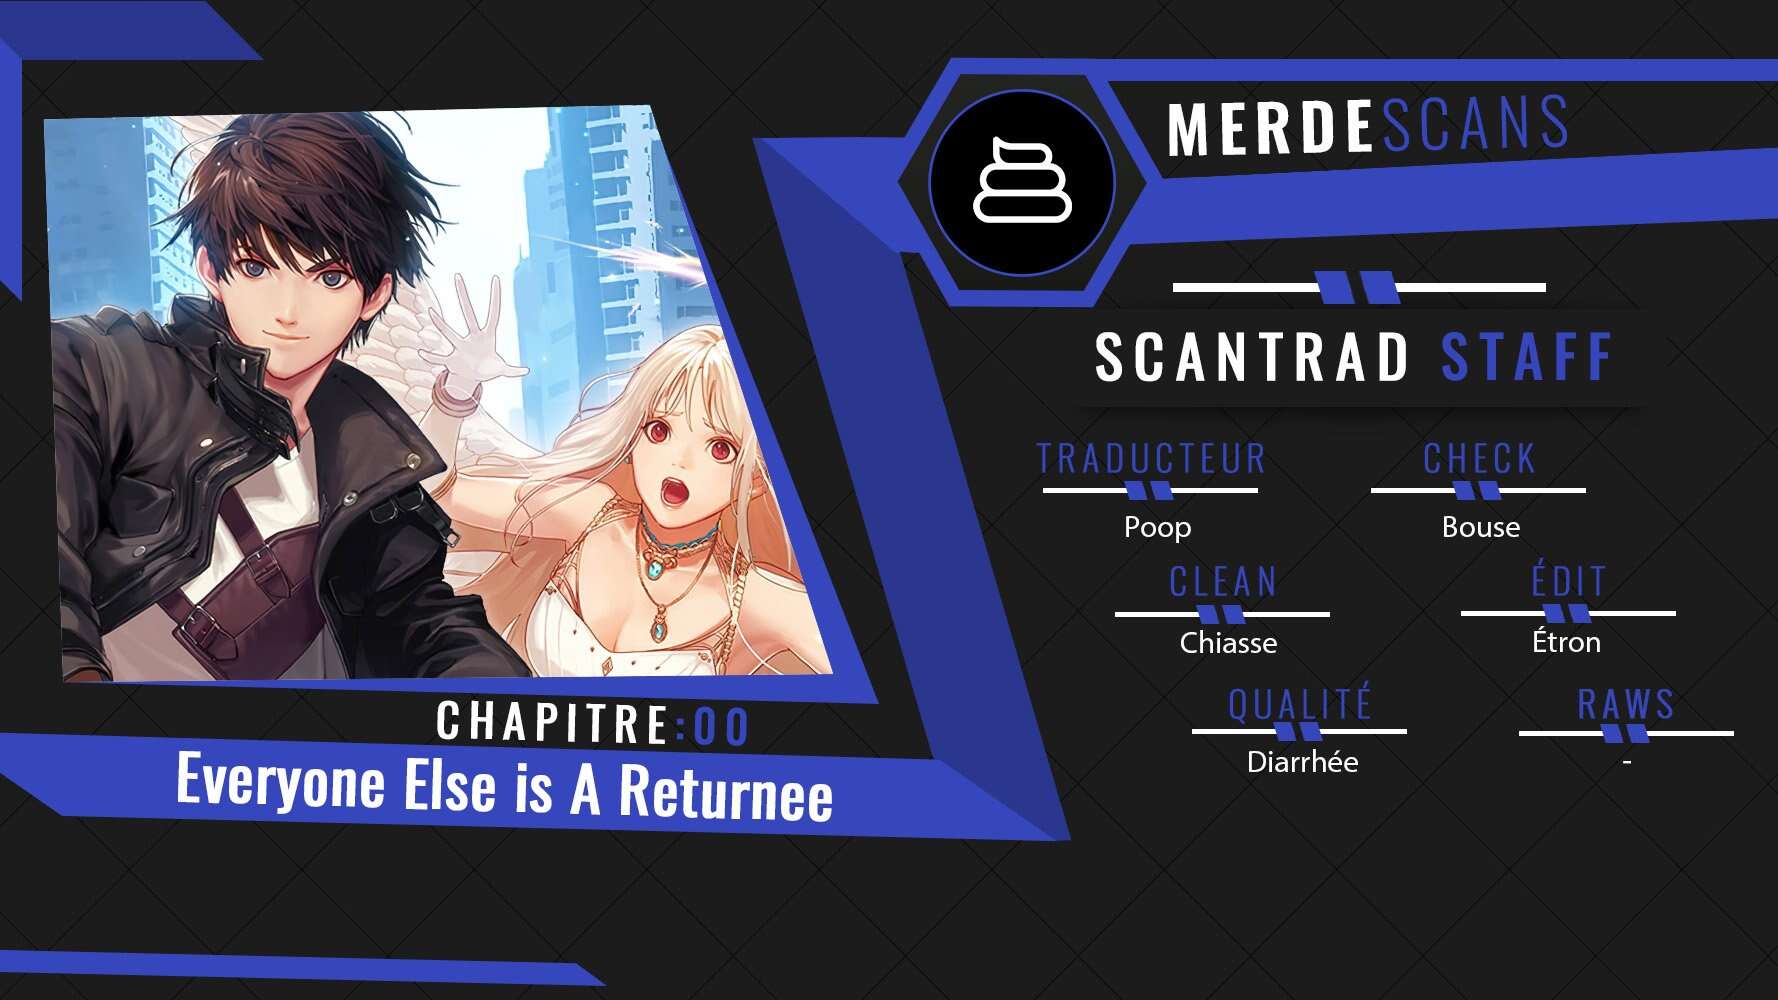 MERDESCANS
SCANTRAD STAFF
TRADUCTEUR
Poop
CHECK
Bouse
CLEAN
Chiasse
ÉDIT
Étron
QUALITÉ
Diarrhée
RAWS
-
CHAPITRE:00
Everyone Else is A Returnee